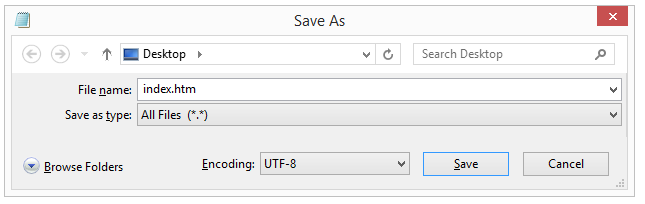 Save As
Desktop
Search Desktop
File name: index.htm
Save as type: All Files (*.*)
Browse Folders Encoding: UTF-8 Save Cancel